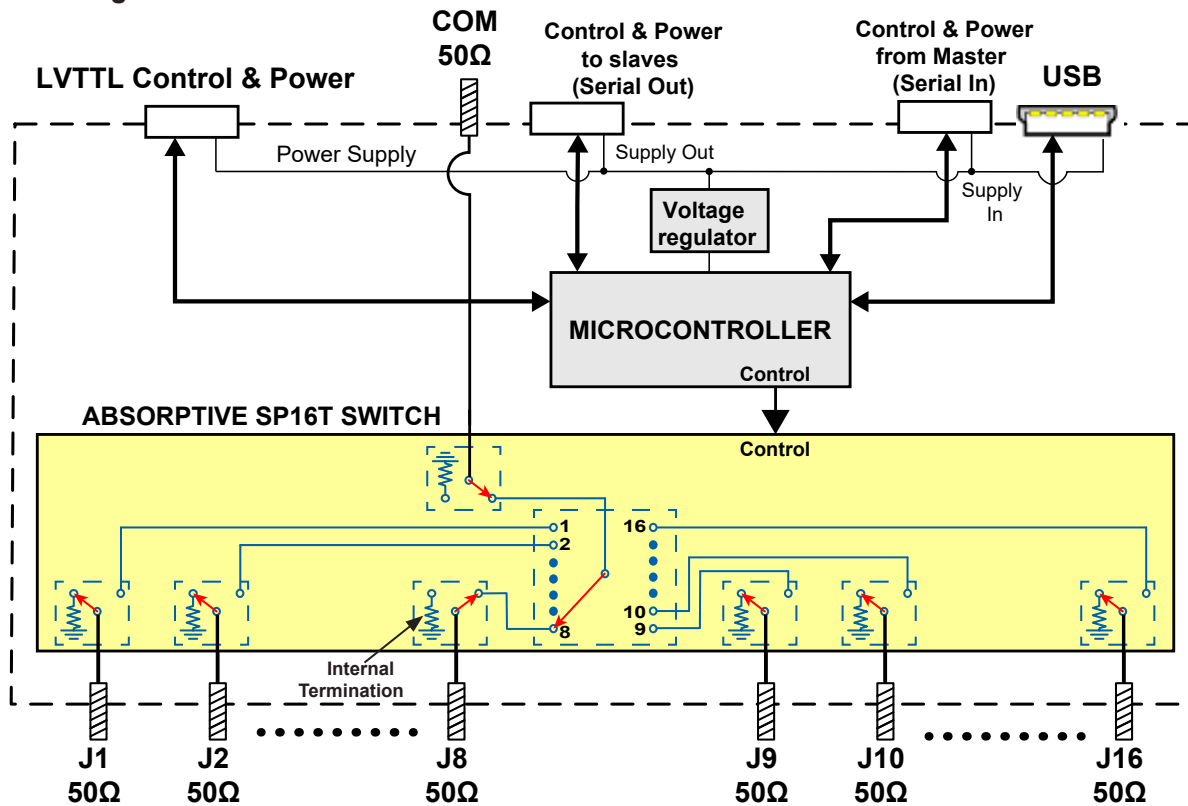 COM
50Ω
Control & Power
to slaves
(Serial Out)
Control & Power
from Master
(Serial In)
USB
LVTTL Control & Power
Power Supply
Supply Out
Supply
In
Voltage
regulator
MICROCONTROLLER
Control
ABSORPTIVE SP16T SWITCH
Control
1
16
2
10
8
9
Internal
Termination
J1
J2
J8
J9
J10
J16
50Ω
50Ω
50Ω
50Ω
50Ω
50Ω